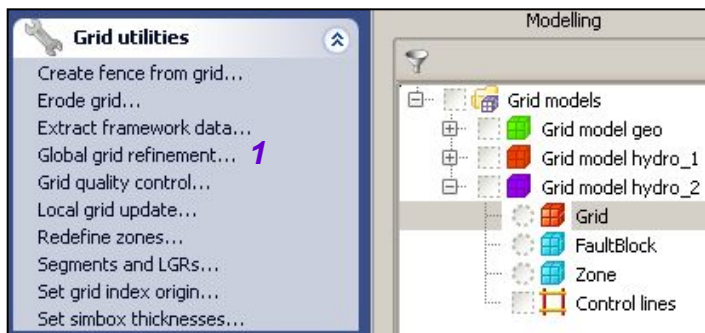 Grid utilities
Create fence from grid...
Erode grid...
Extract framework data...
Global grid refinement... 1
Grid quality control...
Local grid update...
Redefine zones...
Segments and LGRs...
Set grid index origin...
Set simbox thicknesses...
Modelling
Grid models
Grid model geo
Grid model hydro_1
Grid model hydro_2
Grid
FaultBlock
Zone
Control lines